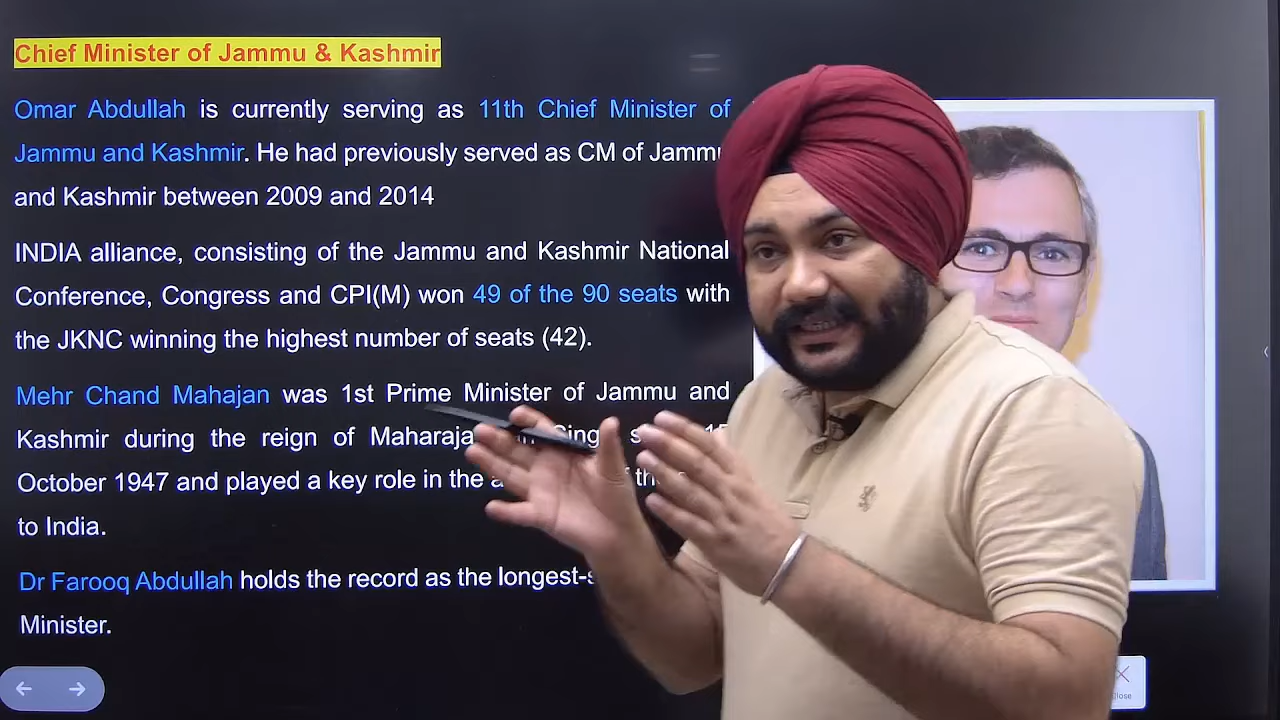 Chief Minister of Jammu & Kashmir
Omar Abdullah is currently serving as 11th Chief Minister of
Jammu and Kashmir. He had previously served as CM of Jammu
and Kashmir between 2009 and 2014
INDIA alliance, consisting of the Jammu and Kashmir National
Conference, Congress and CPI(M) won 49 of the 90 seats with
the JKNC winning the highest number of seats (42).
Mehr Chand Mahajan was 1st Prime Minister of Jammu and
Kashmir during the reign of Maharaja
October 1947 and played a key role in the
to India.
Dr Farooq Abdullah holds the record as the
Minister.
Close